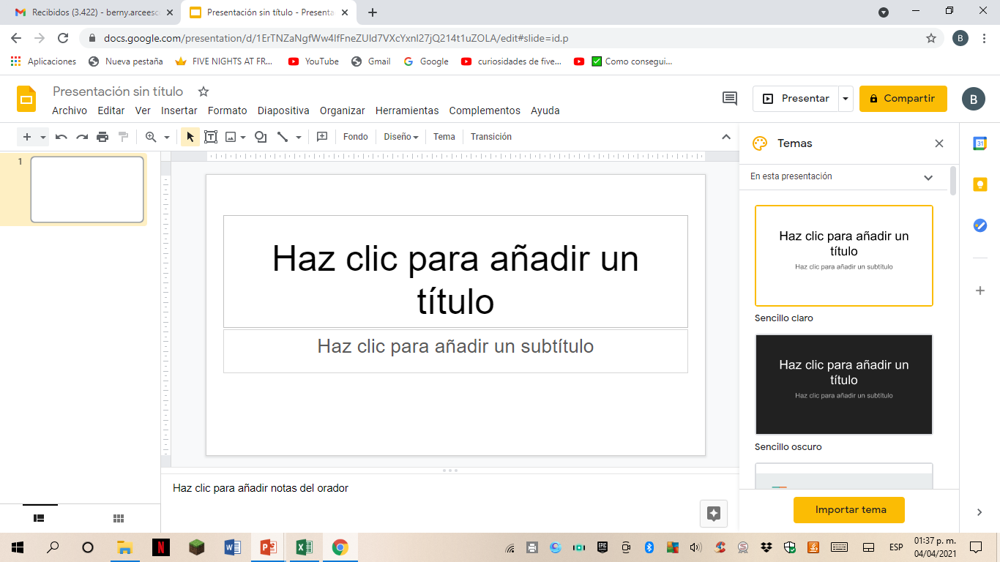 Recibidos (3.422) - berny.arceesc
Presentación sin título - Presenta
docs.google.com/presentation/d/1ErTNZaNgfWw4IfFneZUId7VXcYxnl27jQ214t1uZOLA/edit#slide=id.p
B
Aplicaciones
Nueva pestaña
FIVE NIGHTS AT FR...
YouTube
Gmail
Google
curiosidades de five...
Como consegui...
Presentación sin título
Presentar
Compartir
B
Archivo Editar Ver Insertar Formato Diapositiva Organizar Herramientas Complementos Ayuda
Fondo Diseño Tema Transición
Temas
31
1
En esta presentación
Haz clic para añadir un
título
Haz clic para añadir un subtítulo
Haz clic para añadir un
título
Haz clic para añadir un subtítulo
Sencillo claro
Haz clic para añadir un
título
Haz clic para añadir un subtítulo
Sencillo oscuro
Haz clic para añadir notas del orador
Importar tema
ESP
01:37 p. m.
04/04/2021